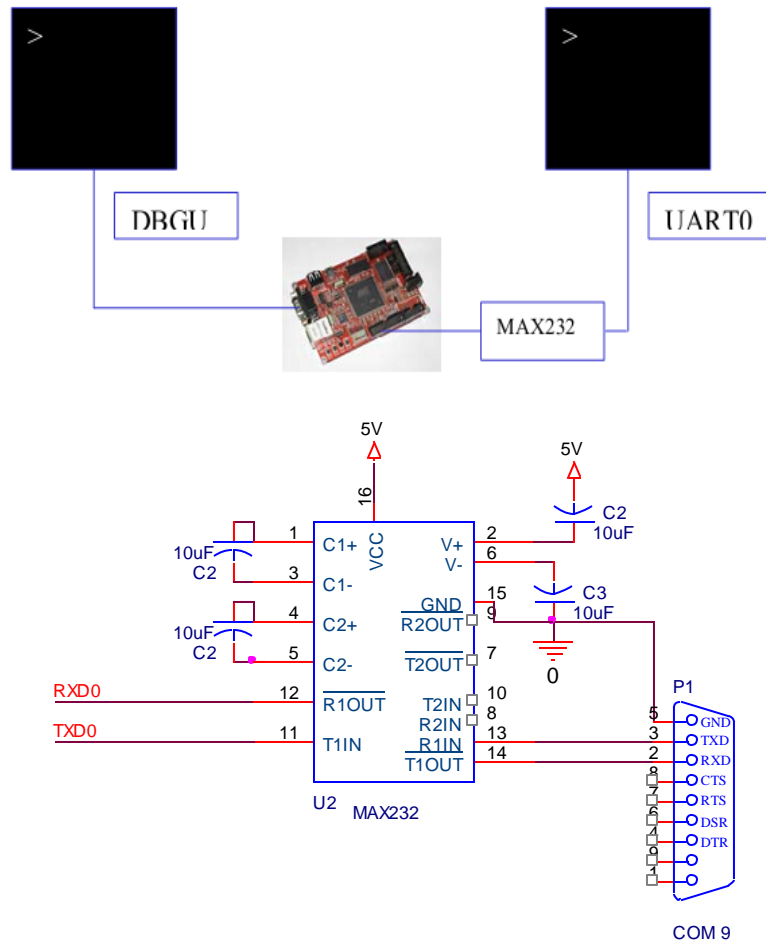 >
>
DBGU
UART0
MAX232
5V
5V
16
1
C1+
VCC
V+
2
C2
10uF
10uF
C2
3
C1-
V-
6
15
GND
C3
10uF
4
C2+
R2OUT
9
10uF
C2
5
C2-
T2OUT
7
0
RXD0
12
R1OUT
T2IN
10
R2IN
8
TXD0
11
T1IN
R1IN
13
T1OUT
14
U2
MAX232
P1
5
GND
3
TXD
2
RXD
8
CTS
7
RTS
6
DSR
4
DTR
9
1
COM 9